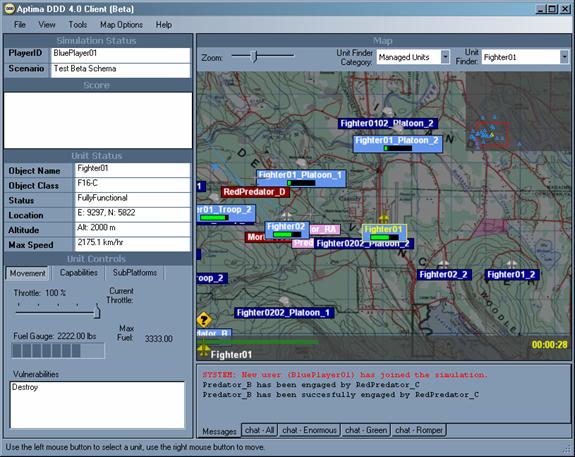 Aptima DDD 4.0 Client (Beta)
File View Tools Map Options Help
Simulation Status
PlayerID BluePlayer01
Scenario Test Beta Schema
Score
Unit Status
Object Name Fighter01
Object Class F16-C
Status FullyFunctional
Location E: 9297, N: 5822
Altitude Alt: 2000 m
Max Speed 2175.1 km/hr
Unit Controls
Movement Capabilities SubPlatforms
Throttle: 100 %
Current Throttle:
Fuel Gauge: 2222.00 lbs
Max Fuel: 3333.00
Vulnerabilities
Destroy
Map
Zoom:
Unit Finder Category: Managed Units
Unit Finder: Fighter01
Fighter0102_Platoon_2
Fighter01_Platoon_2
Fighter01_Platoon_1
RedPredator_D
er01_Troop_2
Fighter02
or_RA
Fighter01
Mor
Pred
Fighter0202_Platoon_2
Fighter02_2
Fighter01_2
roop_2
Fighter0202_Platoon_1
dator_B
Fighter01
00:00:28
SYSTEM: New user (BluePlayer01) has joined the simulation.
Predator_B has been engaged by RedPredator_C
Predator_B has been succesfully engaged by RedPredator_C
Messages chat - All chat - Enormous chat - Green chat - Romper
Use the left mouse button to select a unit, use the right mouse button to move.